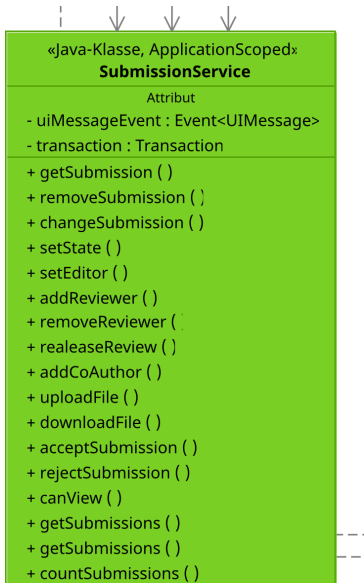 «Java-Klasse, ApplicationScoped»
SubmissionService
Attribut
- uiMessageEvent : Event<UIMessage>
- transaction : Transaction
+ getSubmission ( )
+ removeSubmission ( )
+ changeSubmission ( )
+ setState ( )
+ setEditor ( )
+ addReviewer ( )
+ removeReviewer (
+ realeaseReview ( )
+ addCoAuthor ( )
+ uploadFile ( )
+ downloadFile ( )
+ acceptSubmission ( )
+ rejectSubmission ( )
+ canView ( )
+ getSubmissions ( )
+ getSubmissions ( )
+ countSubmissions ( )